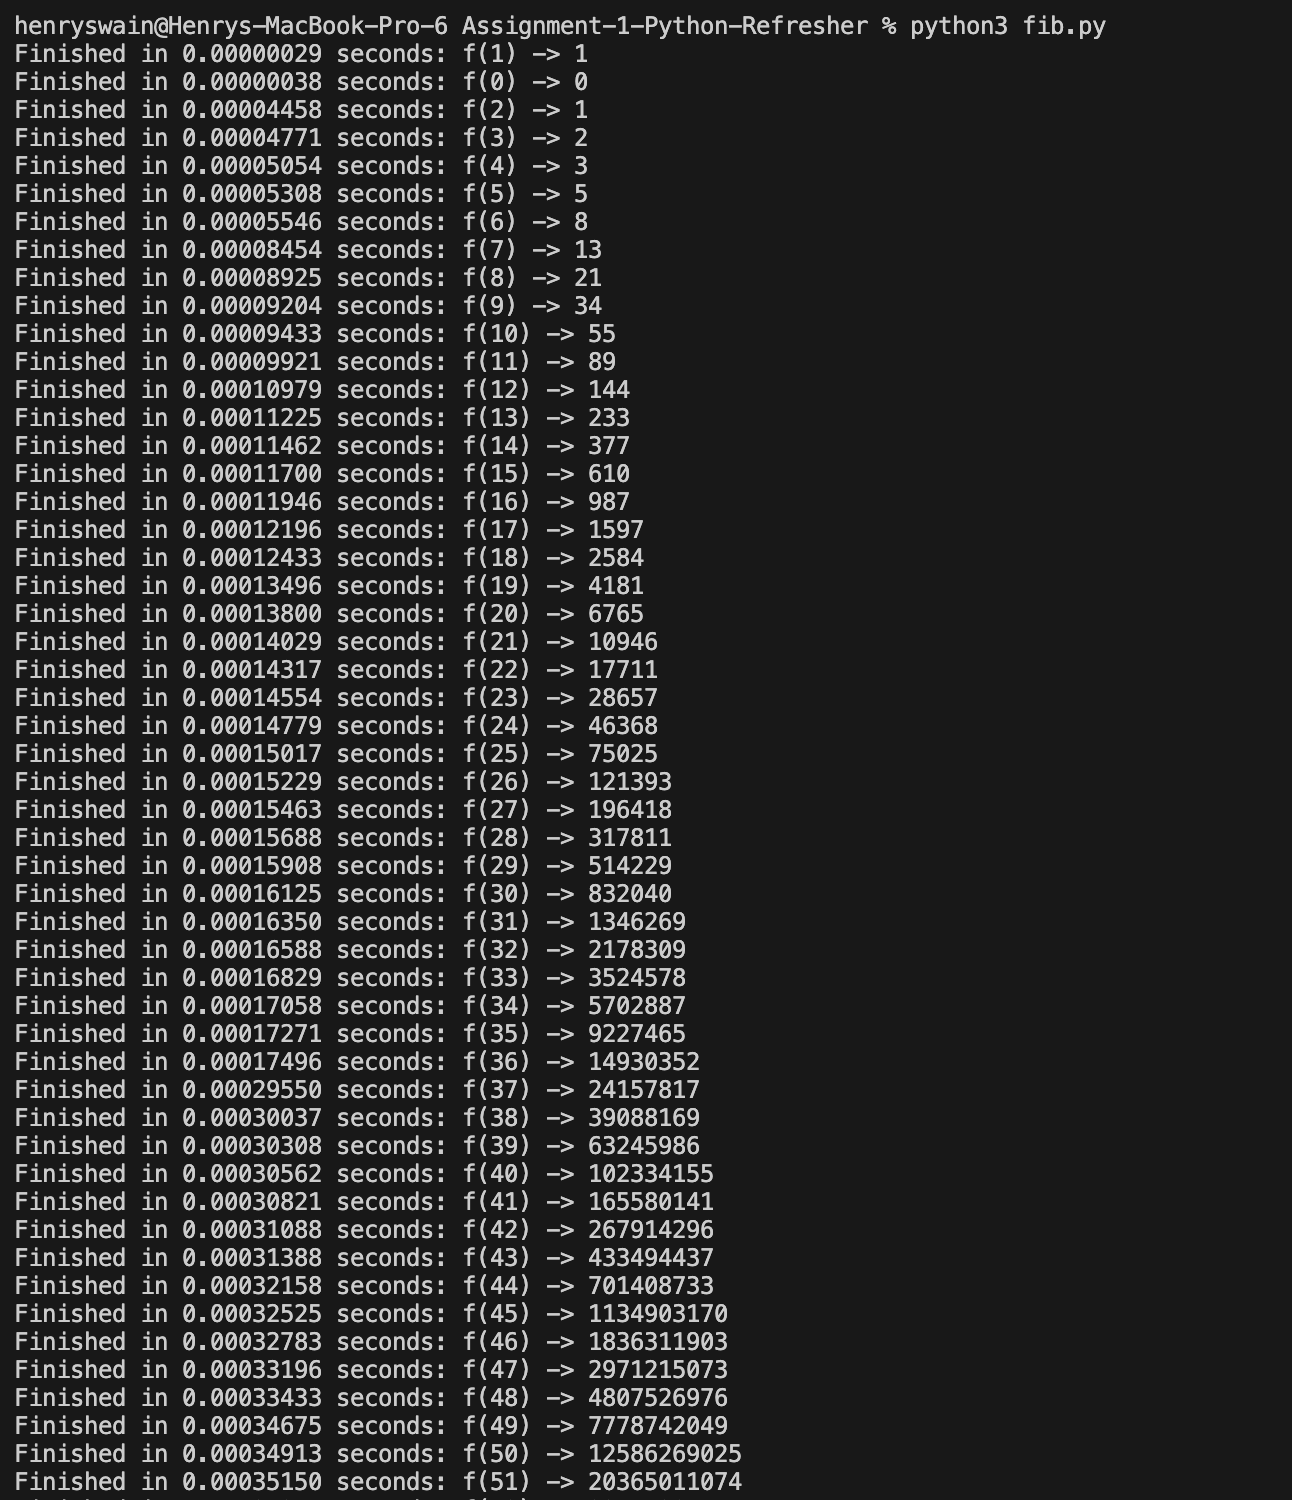 henryswain@Henrys-MacBook-Pro-6 Assignment-1-Python-Refresher % python3 fib.py
Finished in 0.00000029 seconds: f(1) -> 1
Finished in 0.00000038 seconds: f(0) -> 0
Finished in 0.00004458 seconds: f(2) -> 1
Finished in 0.00004771 seconds: f(3) -> 2
Finished in 0.00005054 seconds: f(4) -> 3
Finished in 0.00005308 seconds: f(5) -> 5
Finished in 0.00005546 seconds: f(6) -> 8
Finished in 0.00008454 seconds: f(7) -> 13
Finished in 0.00008925 seconds: f(8) -> 21
Finished in 0.00009204 seconds: f(9) -> 34
Finished in 0.00009433 seconds: f(10) -> 55
Finished in 0.00009921 seconds: f(11) -> 89
Finished in 0.00010979 seconds: f(12) -> 144
Finished in 0.00011225 seconds: f(13) -> 233
Finished in 0.00011462 seconds: f(14) -> 377
Finished in 0.00011700 seconds: f(15) -> 610
Finished in 0.00011946 seconds: f(16) -> 987
Finished in 0.00012196 seconds: f(17) -> 1597
Finished in 0.00012433 seconds: f(18) -> 2584
Finished in 0.00013496 seconds: f(19) -> 4181
Finished in 0.00013800 seconds: f(20) -> 6765
Finished in 0.00014029 seconds: f(21) -> 10946
Finished in 0.00014317 seconds: f(22) -> 17711
Finished in 0.00014554 seconds: f(23) -> 28657
Finished in 0.00014779 seconds: f(24) -> 46368
Finished in 0.00015017 seconds: f(25) -> 75025
Finished in 0.00015229 seconds: f(26) -> 121393
Finished in 0.00015463 seconds: f(27) -> 196418
Finished in 0.00015688 seconds: f(28) -> 317811
Finished in 0.00015908 seconds: f(29) -> 514229
Finished in 0.00016125 seconds: f(30) -> 832040
Finished in 0.00016350 seconds: f(31) -> 1346269
Finished in 0.00016588 seconds: f(32) -> 2178309
Finished in 0.00016829 seconds: f(33) -> 3524578
Finished in 0.00017058 seconds: f(34) -> 5702887
Finished in 0.00017271 seconds: f(35) -> 9227465
Finished in 0.00017496 seconds: f(36) -> 14930352
Finished in 0.00029550 seconds: f(37) -> 24157817
Finished in 0.00030037 seconds: f(38) -> 39088169
Finished in 0.00030308 seconds: f(39) -> 63245986
Finished in 0.00030562 seconds: f(40) -> 102334155
Finished in 0.00030821 seconds: f(41) -> 165580141
Finished in 0.00031088 seconds: f(42) -> 267914296
Finished in 0.00031388 seconds: f(43) -> 433494437
Finished in 0.00032158 seconds: f(44) -> 701408733
Finished in 0.00032525 seconds: f(45) -> 1134903170
Finished in 0.00032783 seconds: f(46) -> 1836311903
Finished in 0.00033196 seconds: f(47) -> 2971215073
Finished in 0.00033433 seconds: f(48) -> 4807526976
Finished in 0.00034675 seconds: f(49) -> 7778742049
Finished in 0.00034913 seconds: f(50) -> 12586269025
Finished in 0.00035150 seconds: f(51) -> 20365011074